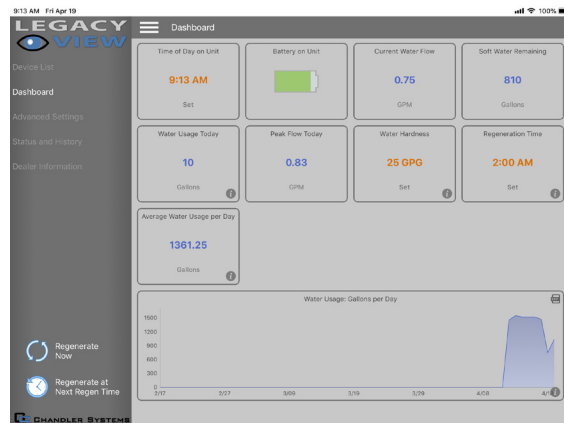 9:13 AM Fri Apr 19
100%
LEGACY
VIEW
Dashboard
Device List
Dashboard
Advanced Settings
Status and History
Dealer Information
Time of Day on Unit
9:13 AM
Set
Battery on Unit
Current Water Flow
0.75
GPM
Soft Water Remaining
810
Gallons
Water Usage Today
10
Gallons
Peak Flow Today
0.83
GPM
Water Hardness
25 GPG
Set
Regeneration Time
2:00 AM
Set
Average Water Usage per Day
1361.25
Gallons
Water Usage: Gallons per Day
1500
1200
900
600
300
0
2/17 2/27 3/09 3/19 3/29 4/08
Regenerate
Now
Regenerate at
Next Regen Time
CHANDLER SYSTEMS